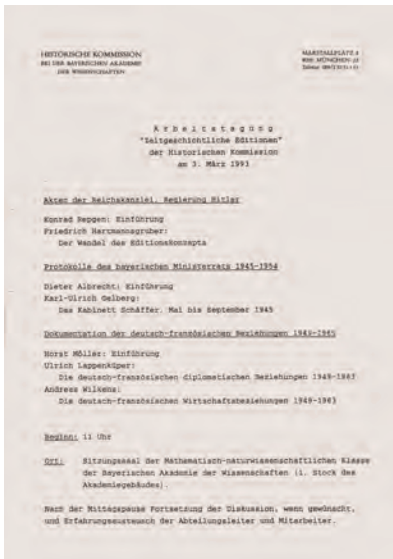 HISTORISCHE KOMMISSION
BEI DER BAYERISCHEN AKADEMIE
DER WISSENSCHAFTEN
MARSTALLPLATZ 8
8000 MÜNCHEN 22
A r b e i t s t a g u n g
"Zeitgeschichtliche Editionen"
der Historischen Kommission
am 3. März 1993
Akten der Reichskanzlei, Regierung Hitler
Konrad Repgen: Einführung
Friedrich Hartmannsgruber:
Der Wandel des Editionskonzepts
Protokolle des bayerischen Ministerrats 1945-1954
Dieter Albrecht: Einführung
Karl-Ulrich Gelberg:
Das Kabinett Schäffer. Mai bis September 1945
Dokumentation der deutsch-französischen Beziehungen 1949-1963
Horst Möller: Einführung
Ulrich Lappenküper:
Die deutsch-französischen diplomatischen Beziehungen 1949-1963
Andreas Wilkens:
Die deutsch-französischen Wirtschaftsbeziehungen 1949-1963
Beginn: 11 Uhr
Ort: Sitzungssaal der Mathematisch-naturwissenschaftlichen Klasse
der Bayerischen Akademie der Wissenschaften (1. Stock des
Akademiegebäudes).
Nach der Mittagspause Fortsetzung der Diskussion, wenn gewünscht,
und Erfahrungsaustausch der Abteilungsleiter und Mitarbeiter.